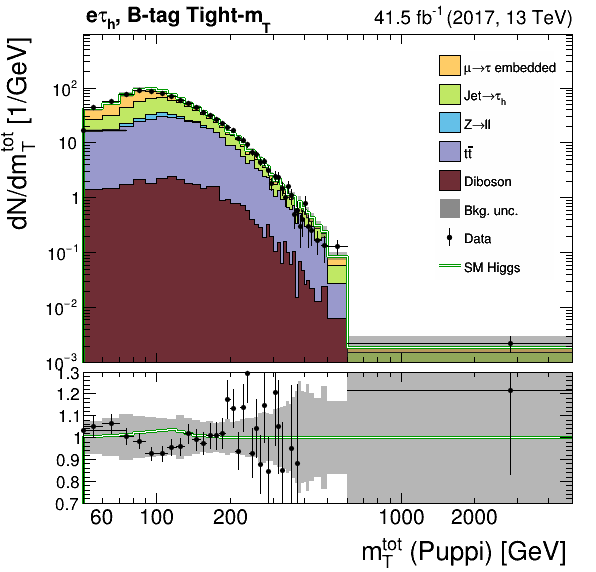 eτh, B-tag Tight-mT
41.5 fb⁻¹ (2017, 13 TeV)
dN/dmTᵗᵒᵗ [1/GeV]
10²
10
1
10⁻¹
10⁻²
10⁻³
μ→τ embedded
Jet→τh
Z→ll
tt̄
Diboson
Bkg. unc.
Data
SM Higgs
1.3
1.2
1.1
1.0
0.9
0.8
0.7
60
100
200
1000
2000
mTᵗᵒᵗ (Puppi) [GeV]